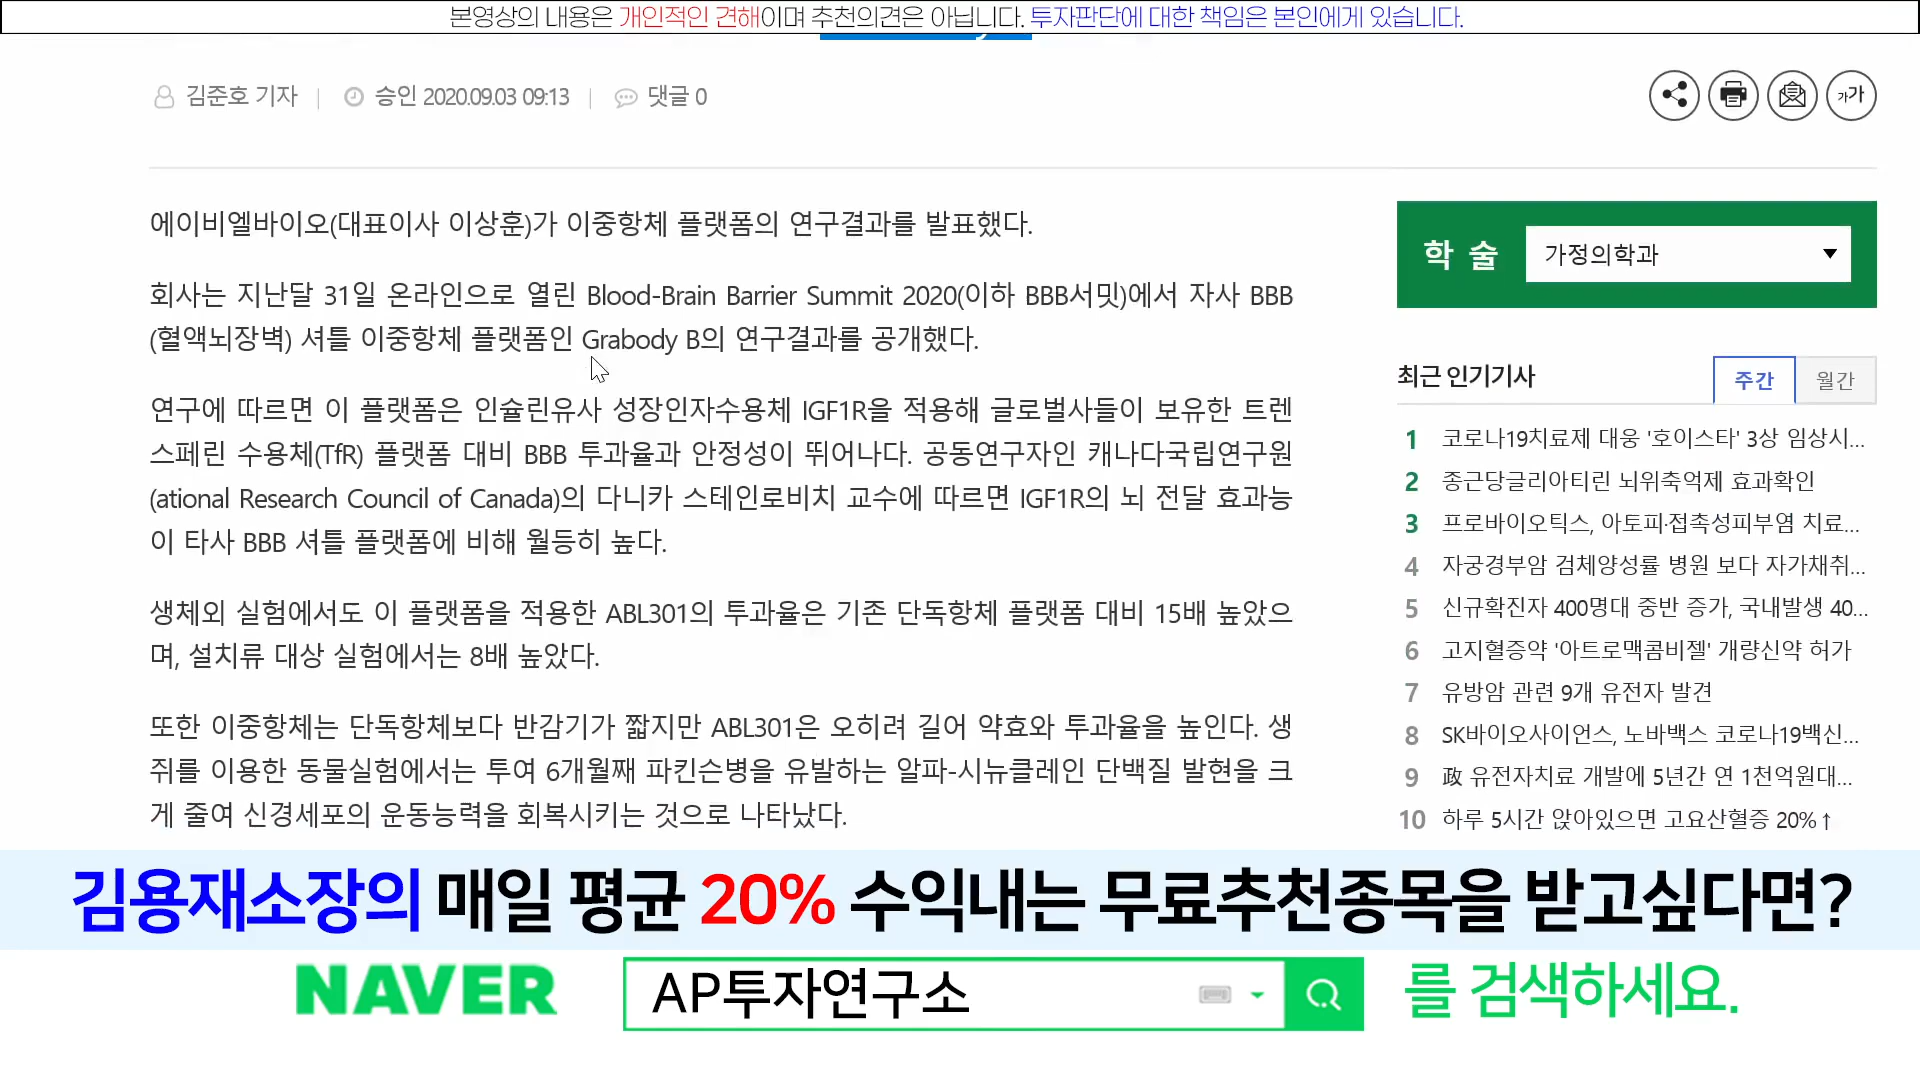 본영상의 내용은 개인적인 견해이며 추천의견은 아닙니다. 투자판단에 대한 책임은 본인에게 있습니다.
김준호 기자
승인 2020.09.03 09:13
댓글 0
가가
에이비엘바이오(대표이사 이상훈)가 이중항체 플랫폼의 연구결과를 발표했다.
회사는 지난달 31일 온라인으로 열린 Blood-Brain Barrier Summit 2020(이하 BBB서밋)에서 자사 BBB
(혈액뇌장벽) 셔틀 이중항체 플랫폼인 Grabody B의 연구결과를 공개했다.
연구에 따르면 이 플랫폼은 인슐린유사 성장인자수용체 IGF1R을 적용해 글로벌사들이 보유한 트렌
스페린 수용체(TfR) 플랫폼 대비 BBB 투과율과 안정성이 뛰어나다. 공동연구자인 캐나다국립연구원
(ational Research Council of Canada)의 다니카 스테인로비치 교수에 따르면 IGF1R의 뇌 전달 효과능
이 타사 BBB 셔틀 플랫폼에 비해 월등히 높다.
생체외 실험에서도 이 플랫폼을 적용한 ABL301의 투과율은 기존 단독항체 플랫폼 대비 15배 높았으
며, 설치류 대상 실험에서는 8배 높았다.
또한 이중항체는 단독항체보다 반감기가 짧지만 ABL301은 오히려 길어 약효와 투과율을 높인다. 생
쥐를 이용한 동물실험에서는 투여 6개월째 파킨슨병을 유발하는 알파-시뉴클레인 단백질 발현을 크
게 줄여 신경세포의 운동능력을 회복시키는 것으로 나타났다.
학 술
가정의학과
최근 인기기사
주간
월간
1 코로나19치료제 대웅 '호이스타' 3상 임상시...
2 종근당글리아티린 뇌위축억제 효과확인
3 프로바이오틱스, 아토피·접촉성피부염 치료...
4 자궁경부암 검체양성률 병원 보다 자가채취...
5 신규확진자 400명대 중반 증가, 국내발생 40...
6 고지혈증약 '아트로맥콤비젤' 개량신약 허가
7 유방암 관련 9개 유전자 발견
8 SK바이오사이언스, 노바백스 코로나19백신...
9 政 유전자치료 개발에 5년간 연 1천억원대...
10 하루 5시간 앉아있으면 고요산혈증 20%↑
김용재소장의 매일 평균 20% 수익내는 무료추천종목을 받고싶다면?
NAVER
AP투자연구소
를 검색하세요.